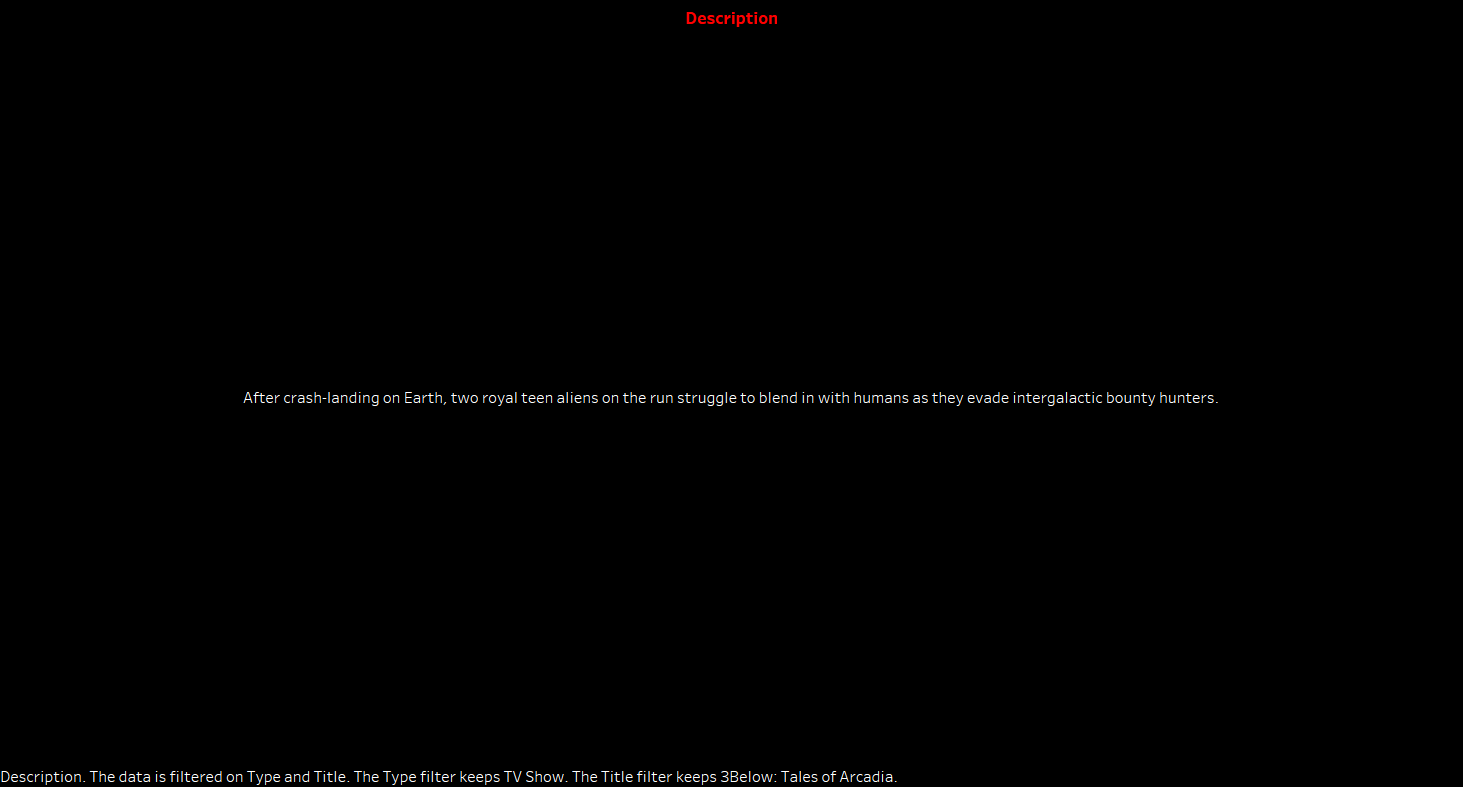 Description
After crash-landing on Earth, two royal teen aliens on the run struggle to blend in with humans as they evade intergalactic bounty hunters.
Description. The data is filtered on Type and Title. The Type filter keeps TV Show. The Title filter keeps 3Below: Tales of Arcadia.